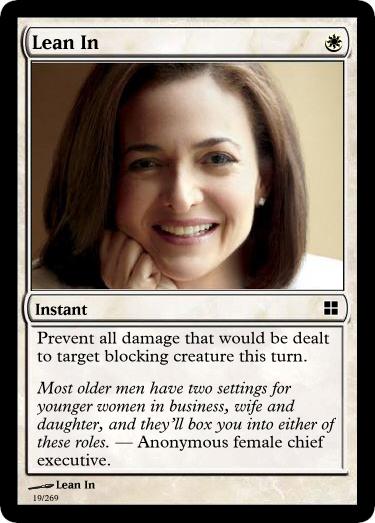 Lean In
Instant
Prevent all damage that would be dealt
to target blocking creature this turn.
Most older men have two settings for
younger women in business, wife and
daughter, and they'll box you into either of
these roles. — Anonymous female chief
executive.
Lean In
19/269